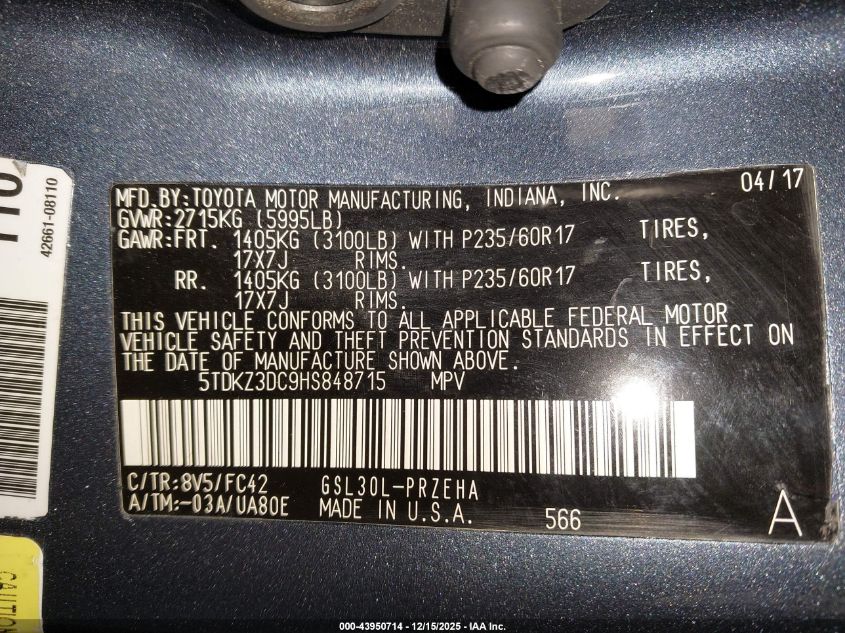 MFD.BY:TOYOTA MOTOR MANUFACTURING, INDIANA, INC. 04/17
GVWR:2715KG (5995LB)
GAWR:FRT. 1405KG (3100LB) WITH P235/60R17 TIRES,
17X7J RIMS.
RR. 1405KG (3100LB) WITH P235/60R17 TIRES,
17X7J RIMS.
THIS VEHICLE CONFORMS TO ALL APPLICABLE FEDERAL MOTOR
VEHICLE SAFETY AND THEFT PREVENTION STANDARDS IN EFFECT ON
THE DATE OF MANUFACTURE SHOWN ABOVE.
5TDKZ3DC9HS848715 MPV
C/TR:8V5/FC42 GSL30L-PRZEHA
A/TM:-03A/UA80E MADE IN U.S.A. 566 A
42661-08110
CAUTION
000-43950714 - 12/15/2025 - IAA Inc.